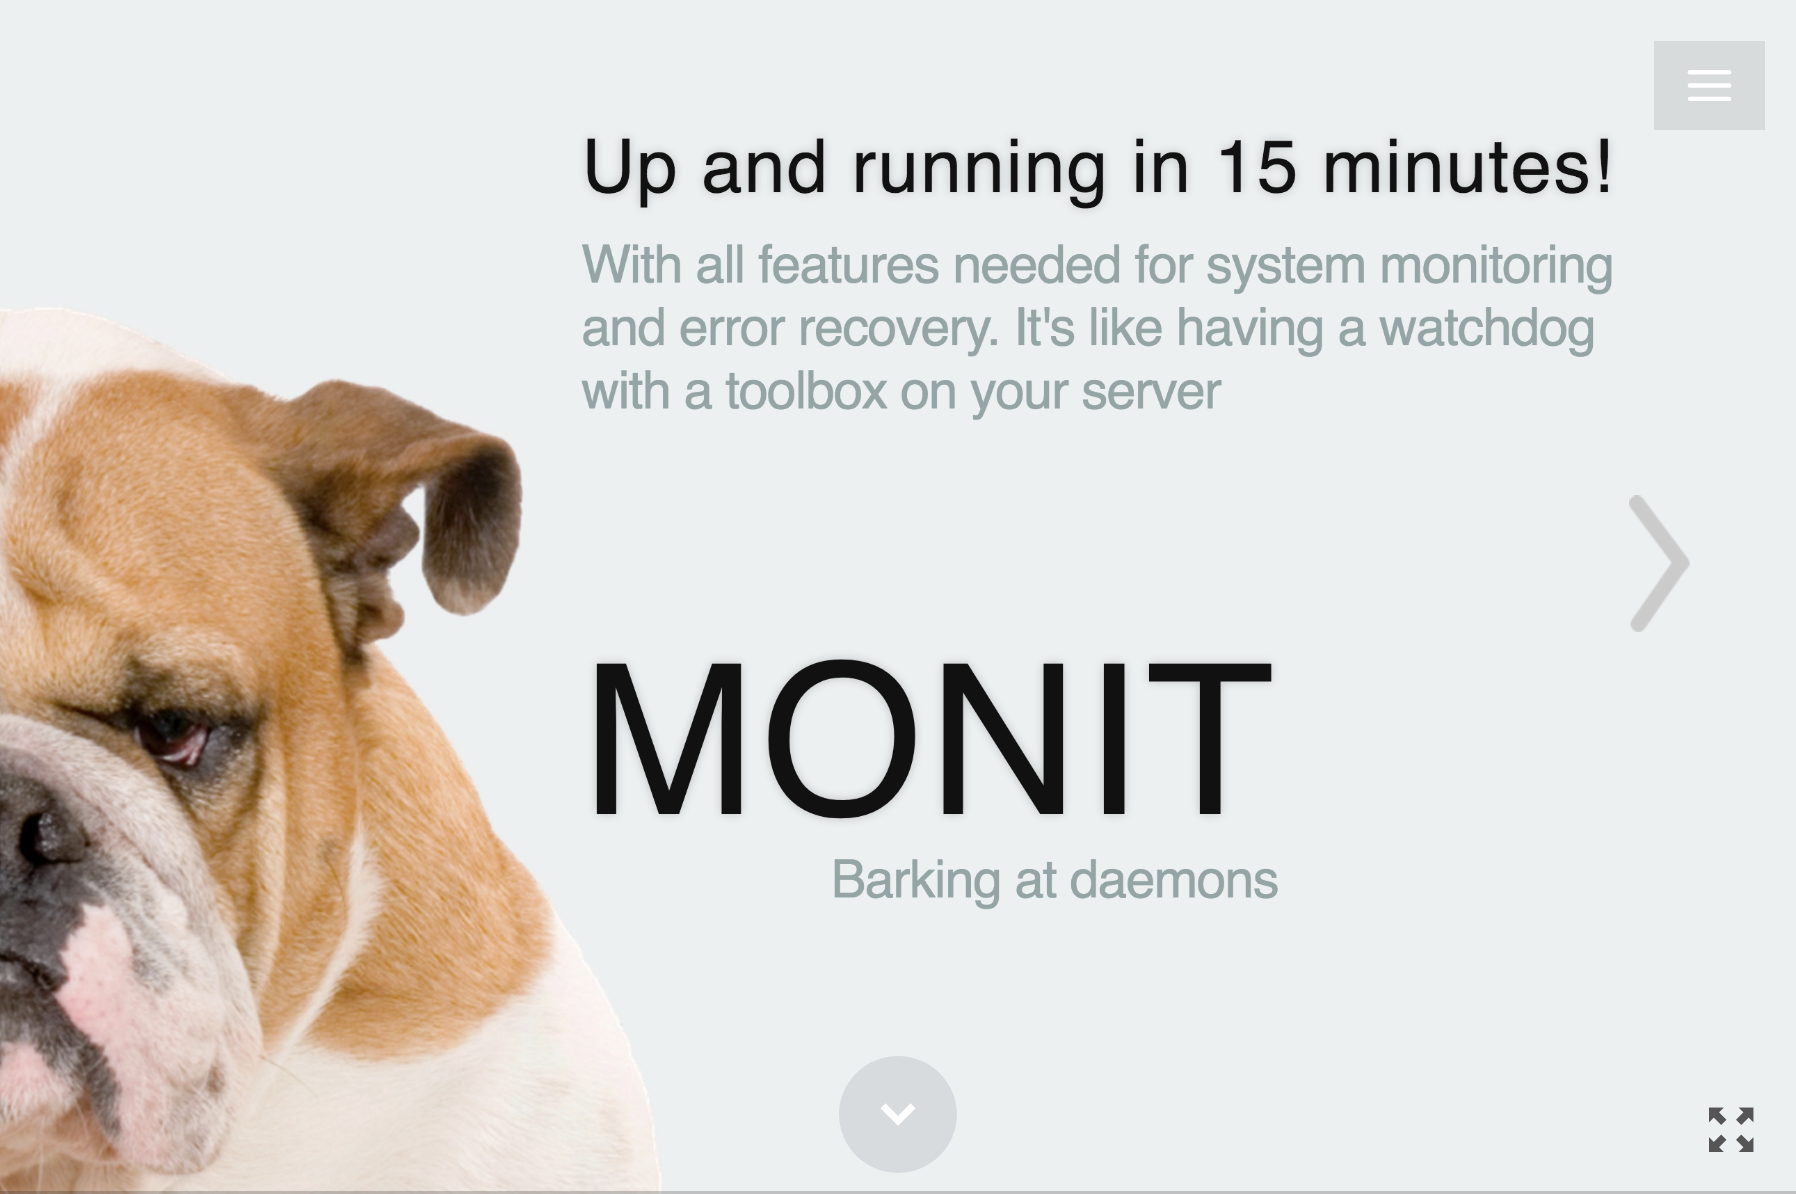 Up and running in 15 minutes!
With all features needed for system monitoring
and error recovery. It's like having a watchdog
with a toolbox on your server
MONIT
Barking at daemons